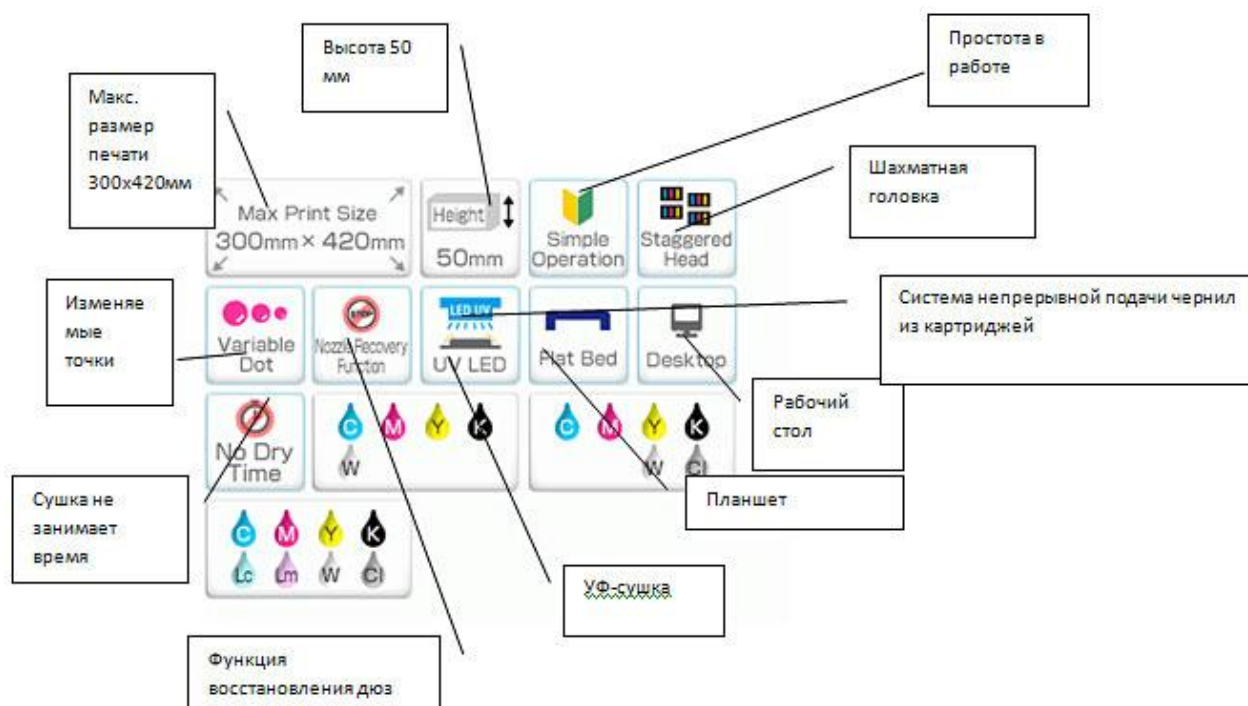 Высота 50
мм
Простота в
работе
Макс.
размер
печати
300х420мм
Шахматная
головка
Max Print Size
300mm × 420mm
Height
50mm
Simple
Operation
Staggered
Head
Изменяе
мые
точки
Система непрерывной подачи чернил
из картриджей
Variable
Dot
STOP
Nozzle Recovery
Function
LED UV
UV LED
Flat Bed
Desktop
Рабочий
стол
No Dry
Time
C M Y K
W
C M Y K
W Cl
Планшет
Сушка не
занимает
время
C M Y K
Lc Lm W Cl
УФ-сушка
Функция
восстановления дюз